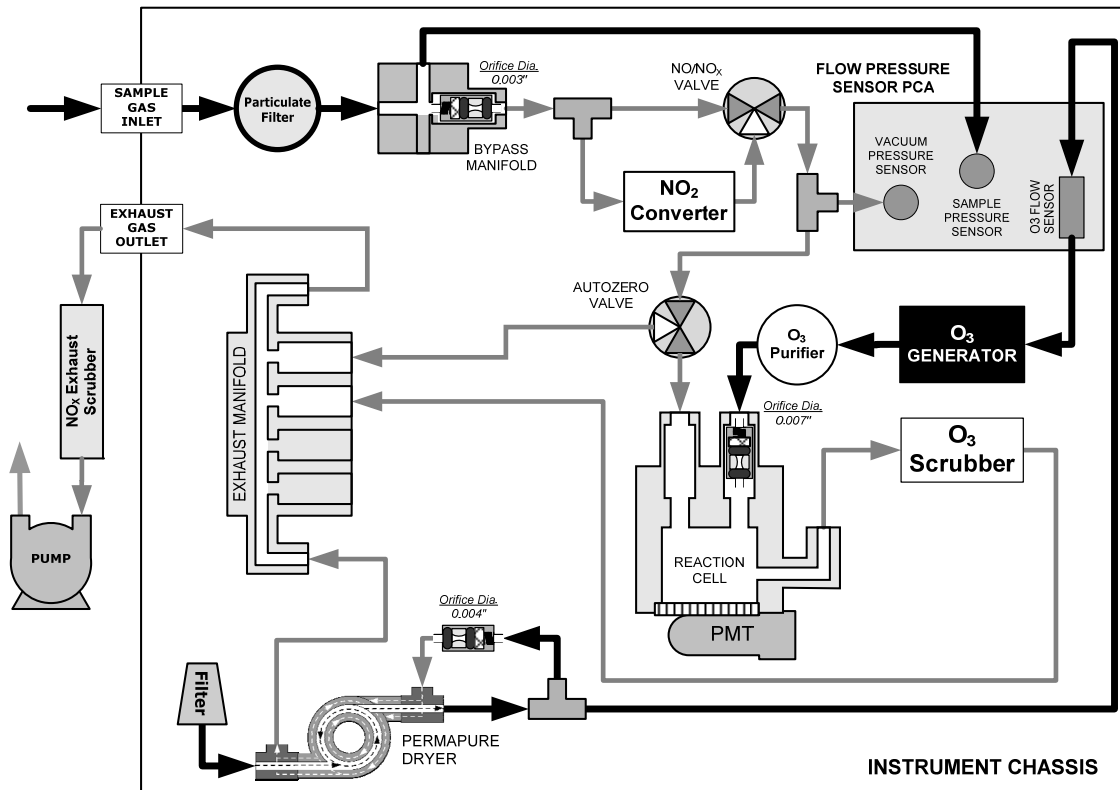 SAMPLE
GAS
INLET
Particulate
Filter
Orifice Dia.
0.003"
BYPASS
MANIFOLD
NO/NOX
VALVE
NO2
Converter
FLOW PRESSURE
SENSOR PCA
VACUUM
PRESSURE
SENSOR
SAMPLE
PRESSURE
SENSOR
O3 FLOW
SENSOR
EXHAUST
GAS
OUTLET
NOX Exhaust
Scrubber
PUMP
EXHAUST MANIFOLD
AUTOZERO
VALVE
O3
Purifier
O3
GENERATOR
Orifice Dia.
0.007"
O3
Scrubber
REACTION
CELL
PMT
Orifice Dia.
0.004"
Filter
PERMAPURE
DRYER
INSTRUMENT CHASSIS